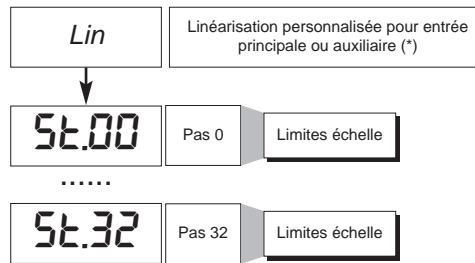 Lin
Linéarisation personnalisée pour entrée
principale ou auxiliaire (*)
St.00
Pas 0
Limites échelle
......
St.32
Pas 32
Limites échelle